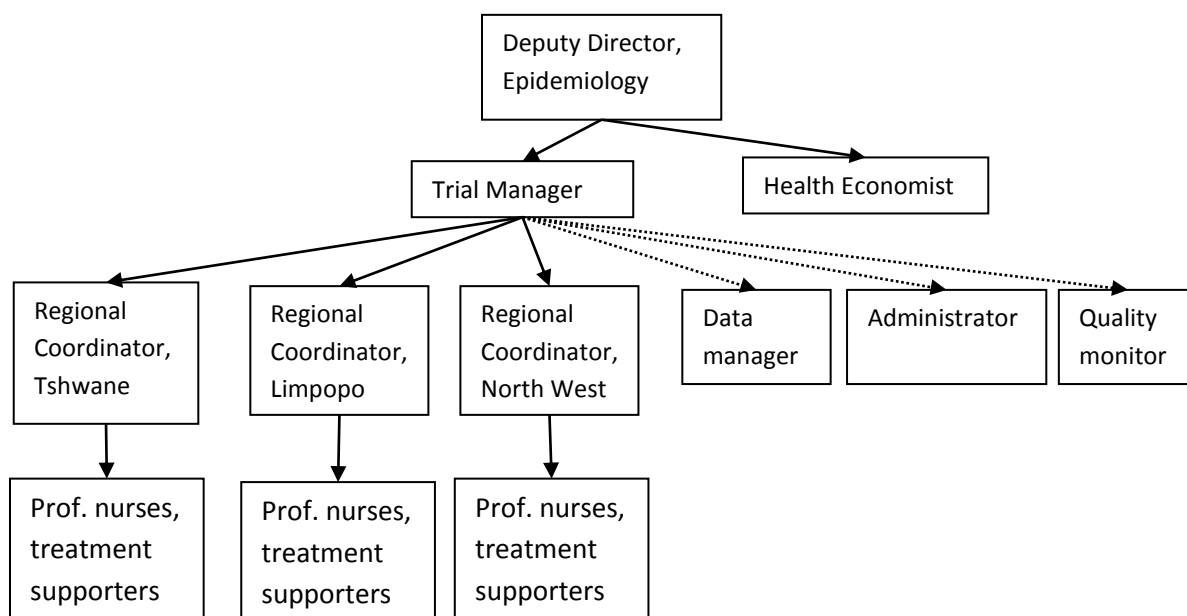 Deputy Director,
Epidemiology
Trial Manager
Health Economist
Regional
Coordinator,
Tshwane
Regional
Coordinator,
Limpopo
Regional
Coordinator,
North West
Data
manager
Administrator
Quality
monitor
Prof. nurses,
treatment
supporters
Prof. nurses,
treatment
supporters
Prof. nurses,
treatment
supporters